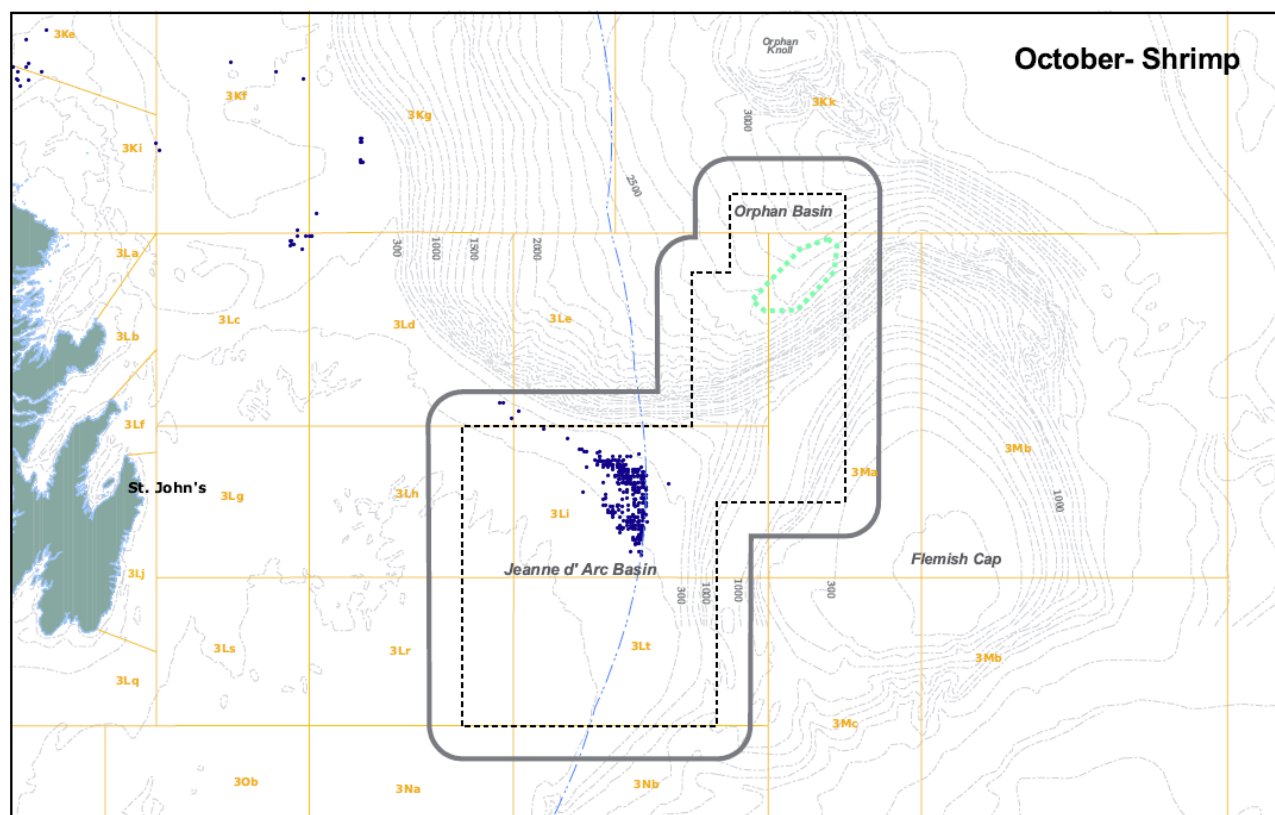 October- Shrimp
3Ke
Orphan
Knoll
3Kf
3Kk
3Kg
3000
3Ki
2500
Orphan Basin
3La
300
1000
1500
2000
3Lc
3Ld
3Le
3Lb
3Lf
3Mb
1000
3Ma
St. John's
3Lg
3Lh
3Li
Flemish Cap
Jeanne d' Arc Basin
3Lj
300
1000
1000
300
3Ls
3Lr
3Lt
3Mb
3Lq
3Mc
3Ob
3Na
3Nb